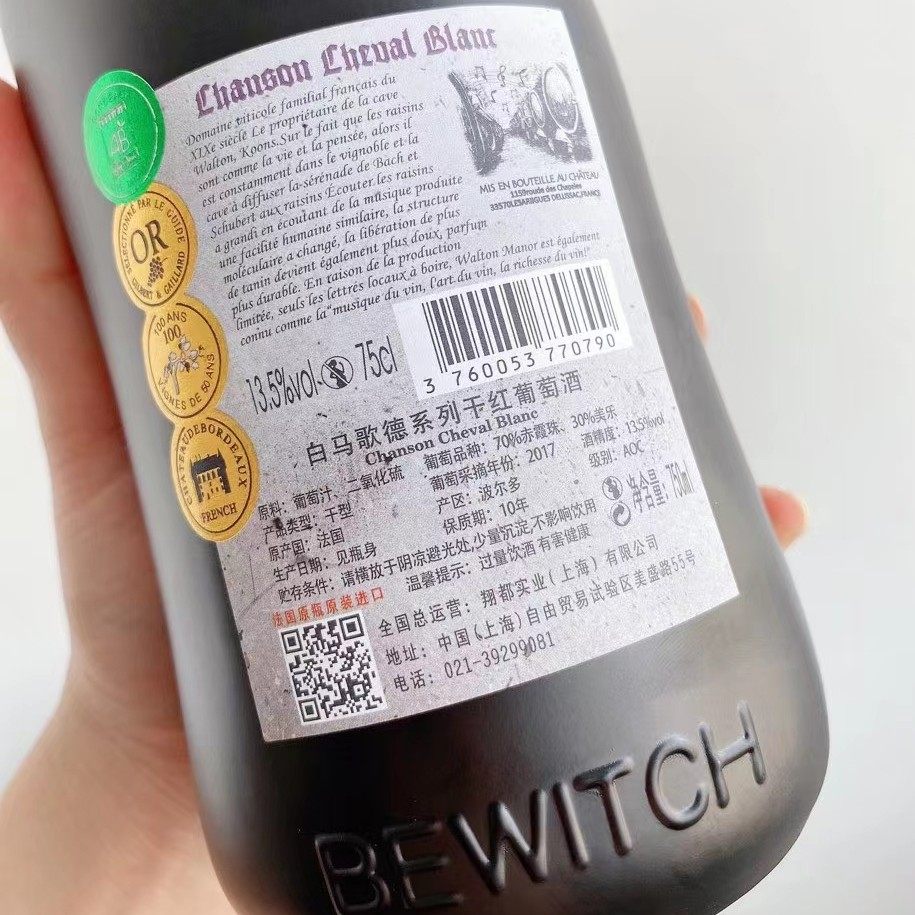 Chanson Cheval Blanc
Domaine viticole familial français du
XIXe siècle Le propriétaire de la cave
Walton, Koons.Sur le fait que les raisins
sont comme la vie et la pensée, alors il
est constamment dans le vignoble et la
cave à diffuser la-sérénade de Bach et
Schubert aux raisins Écouter les raisins
a grandi en écoutant de la musique produite
une facilité humaine similaire, la structure
moléculaire a changé, la libération de plus
de tanin devient également plus doux, parfum
plus durable. En raison de la production
limitée, seuls les lettrés locaux à boire, Walton Manor est également
connu comme la "musique du vin, l'art du vin, la richesse du vin!"
MIS EN BOUTEILLE AU CHÂTEAU
SÉLECTIONNÉ PAR LE GUIDE
OR
GILBERT & GAILLARD
100 ANS
100
VIGNES DE 50 ANS
CHATEAUDEBORDEAUX
FRENCH
13.5%vol.
75cl
3 760053 770790
白马歌德系列干红葡萄酒
Chanson Cheval Blanc
原料: 葡萄汁、二氧化硫
葡萄品种: 70%赤霞珠、30%美乐
产品类型: 干型
葡萄采摘年份: 2017
酒精度: 13.5%vol
原产国: 法国
产区: 波尔多
级别: AOC
生产日期: 见瓶身
保质期: 10年
净含量: 750ml
贮存条件: 请横放于阴凉避光处,少量沉淀,不影响饮用
温馨提示: 过量饮酒 有害健康
法国原瓶原装进口
全国总运营: 翔都实业(上海)有限公司
地址: 中国(上海)自由贸易试验区美盛路55号
电话: 021-39299081
BEWITCH